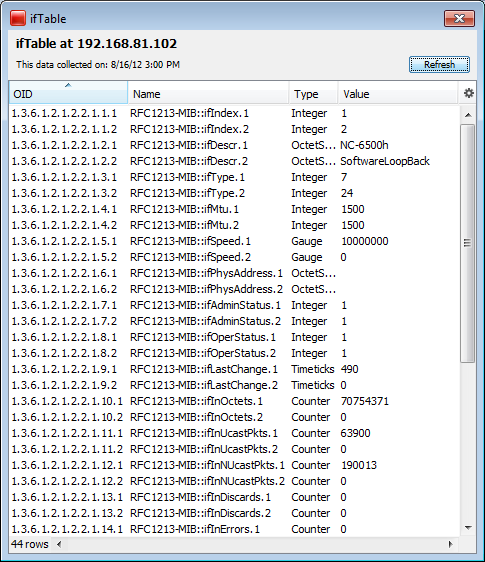 ifTable
ifTable at 192.168.81.102
This data collected on: 8/16/12 3:00 PM
Refresh
OID Name Type Value
1.3.6.1.2.1.2.2.1.1.1 RFC1213-MIB::ifIndex.1 Integer 1
1.3.6.1.2.1.2.2.1.1.2 RFC1213-MIB::ifIndex.2 Integer 2
1.3.6.1.2.1.2.2.1.2.1 RFC1213-MIB::ifDescr.1 OctetS... NC-6500h
1.3.6.1.2.1.2.2.1.2.2 RFC1213-MIB::ifDescr.2 OctetS... SoftwareLoopBack
1.3.6.1.2.1.2.2.1.3.1 RFC1213-MIB::ifType.1 Integer 7
1.3.6.1.2.1.2.2.1.3.2 RFC1213-MIB::ifType.2 Integer 24
1.3.6.1.2.1.2.2.1.4.1 RFC1213-MIB::ifMtu.1 Integer 1500
1.3.6.1.2.1.2.2.1.4.2 RFC1213-MIB::ifMtu.2 Integer 1500
1.3.6.1.2.1.2.2.1.5.1 RFC1213-MIB::ifSpeed.1 Gauge 10000000
1.3.6.1.2.1.2.2.1.5.2 RFC1213-MIB::ifSpeed.2 Gauge 0
1.3.6.1.2.1.2.2.1.6.1 RFC1213-MIB::ifPhysAddress.1 OctetS...
1.3.6.1.2.1.2.2.1.6.2 RFC1213-MIB::ifPhysAddress.2 OctetS...
1.3.6.1.2.1.2.2.1.7.1 RFC1213-MIB::ifAdminStatus.1 Integer 1
1.3.6.1.2.1.2.2.1.7.2 RFC1213-MIB::ifAdminStatus.2 Integer 1
1.3.6.1.2.1.2.2.1.8.1 RFC1213-MIB::ifOperStatus.1 Integer 1
1.3.6.1.2.1.2.2.1.8.2 RFC1213-MIB::ifOperStatus.2 Integer 1
1.3.6.1.2.1.2.2.1.9.1 RFC1213-MIB::ifLastChange.1 Timeticks 490
1.3.6.1.2.1.2.2.1.9.2 RFC1213-MIB::ifLastChange.2 Timeticks 0
1.3.6.1.2.1.2.2.1.10.1 RFC1213-MIB::ifInOctets.1 Counter 70754371
1.3.6.1.2.1.2.2.1.10.2 RFC1213-MIB::ifInOctets.2 Counter 0
1.3.6.1.2.1.2.2.1.11.1 RFC1213-MIB::ifInUcastPkts.1 Counter 63900
1.3.6.1.2.1.2.2.1.11.2 RFC1213-MIB::ifInUcastPkts.2 Counter 0
1.3.6.1.2.1.2.2.1.12.1 RFC1213-MIB::ifInNUcastPkts.1 Counter 190013
1.3.6.1.2.1.2.2.1.12.2 RFC1213-MIB::ifInNUcastPkts.2 Counter 0
1.3.6.1.2.1.2.2.1.13.1 RFC1213-MIB::ifInDiscards.1 Counter 0
1.3.6.1.2.1.2.2.1.13.2 RFC1213-MIB::ifInDiscards.2 Counter 0
1.3.6.1.2.1.2.2.1.14.1 RFC1213-MIB::ifInErrors.1 Counter 0
44 rows